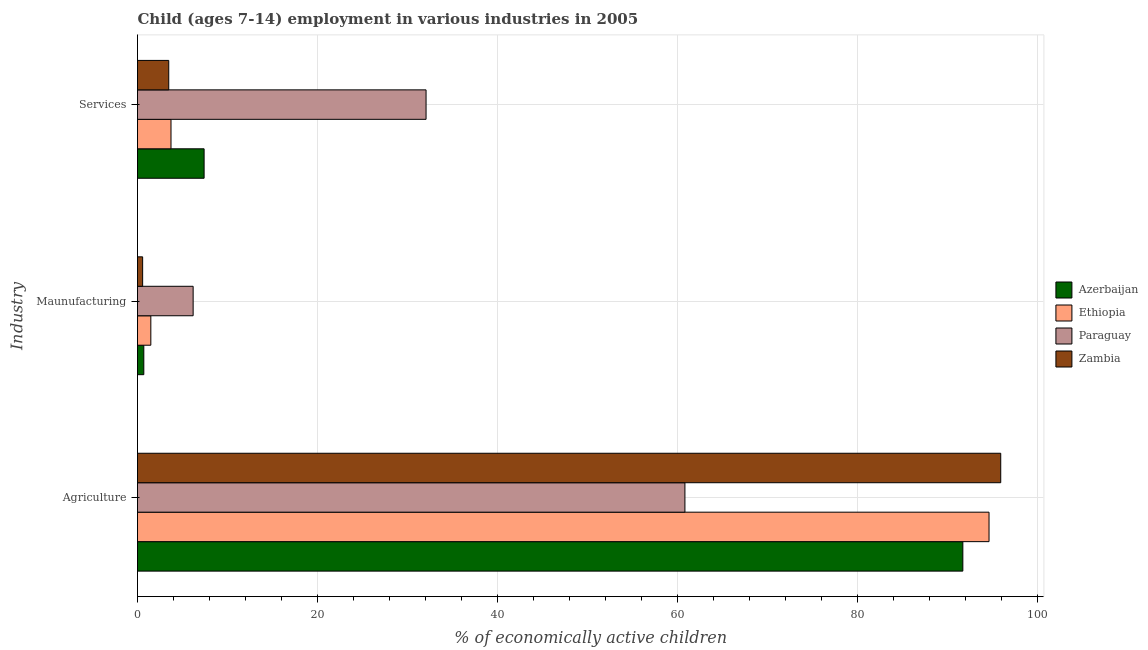 Child (ages 7-14) employment in various industries in 2005
Services
Maunufacturing
Agriculture
Industry
0
20
40
60
80
100
% of economically active children
Azerbaijan
Ethiopia
Paraguay
Zambia